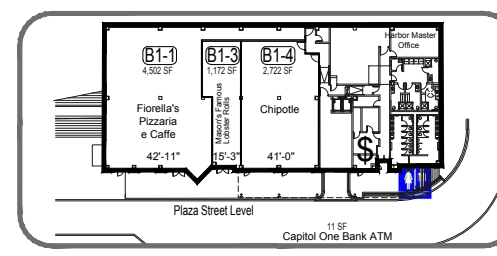 Harbor Master
Office
B1-1
4,502 SF
B1-3
1,172 SF
B1-4
2,722 SF
Fiorella's
Pizzaria
e Caffe
Mason's Famous
Lobster Rolls
Chipotle
$
42'-11"
15'-3"
41'-0"
Plaza Street Level
11 SF
Capitol One Bank ATM